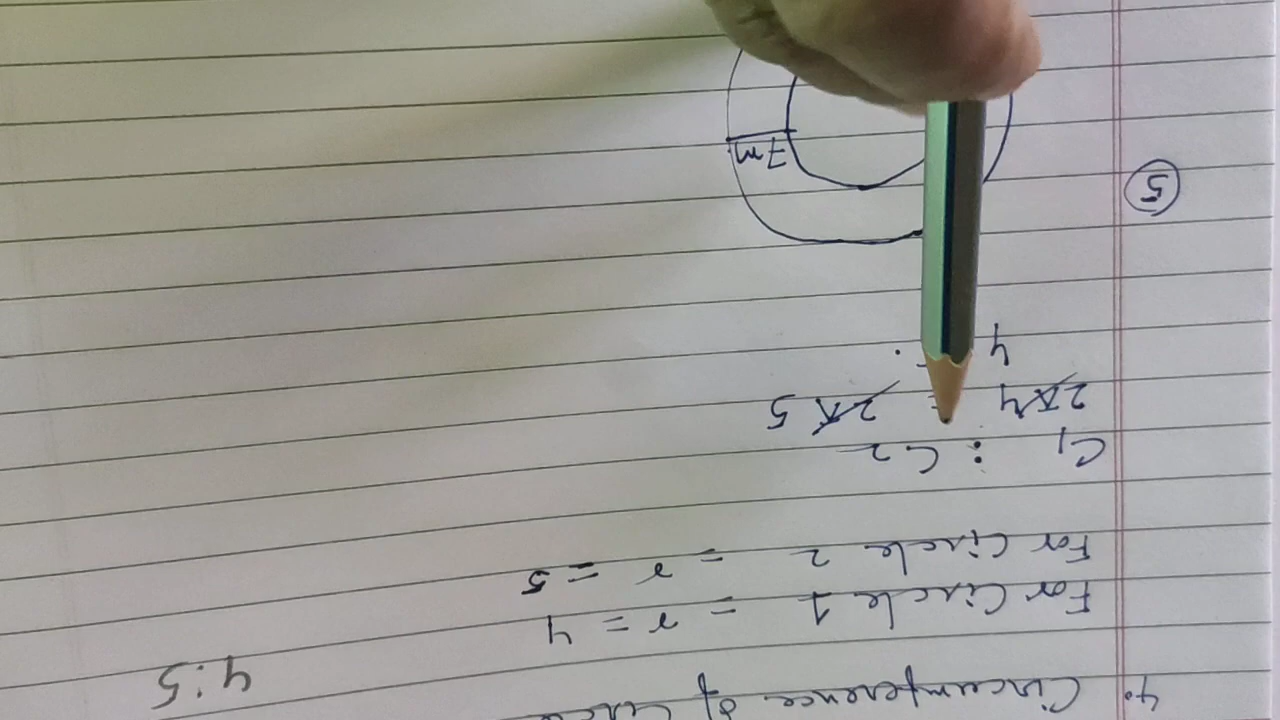 4. Circumference of Circle
4:5
For Circle 1 = r = 4
For Circle 2 = r = 5
C1 : C2
2π4 : 2π5
4 :
⑤
7m